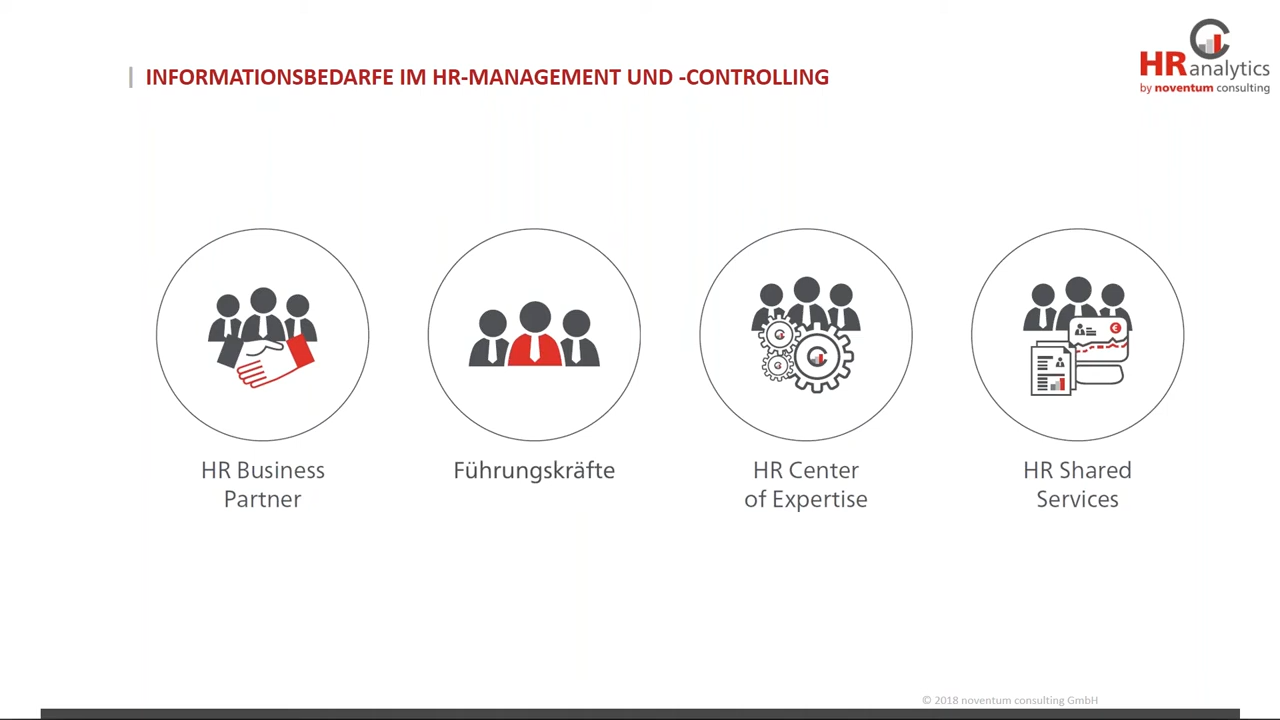 INFORMATIONSBEDARFE IM HR-MANAGEMENT UND -CONTROLLING
HR analytics
by noventum consulting
HR Business
Partner
Führungskräfte
HR Center
of Expertise
HR Shared
Services
© 2018 noventum consulting GmbH